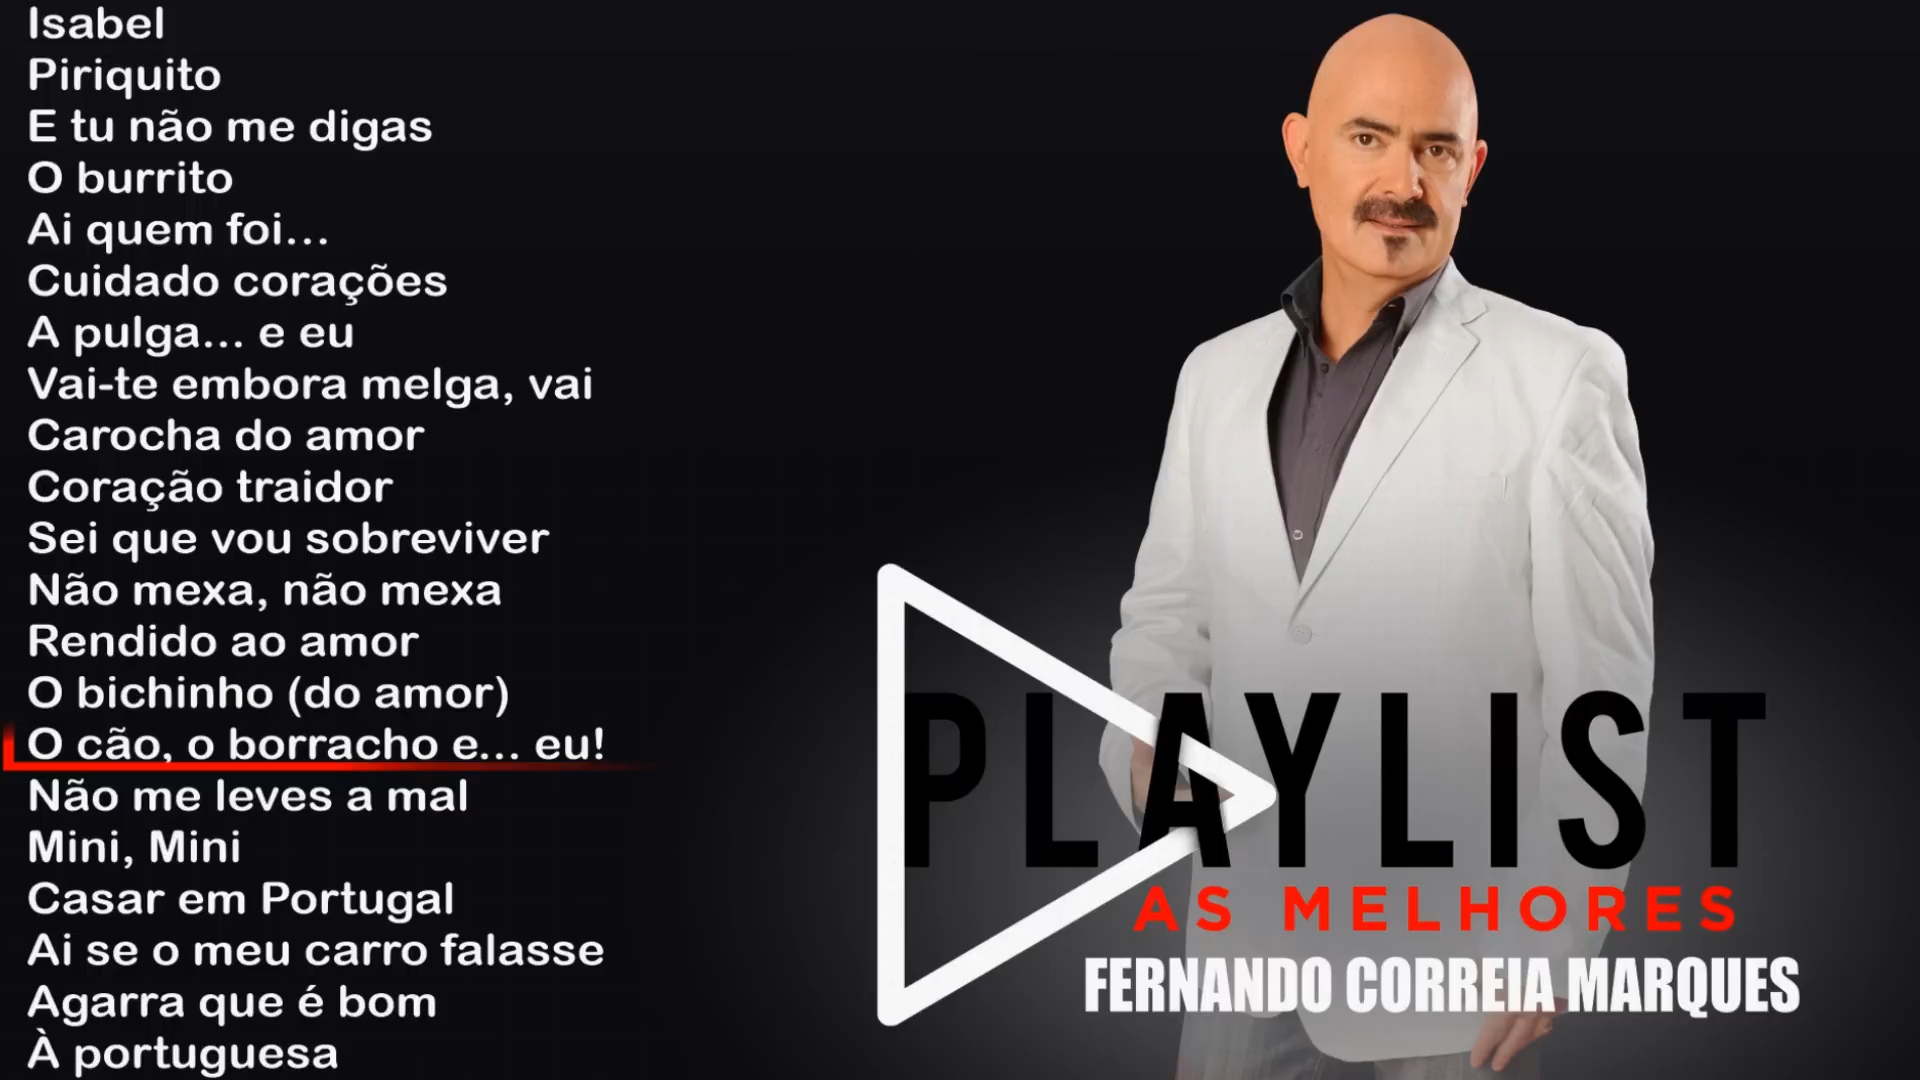 Isabel
Piriquito
E tu não me digas
O burrito
Ai quem foi...
Cuidado corações
A pulga... e eu
Vai-te embora melga, vai
Carocha do amor
Coração traidor
Sei que vou sobreviver
Não mexa, não mexa
Rendido ao amor
O bichinho (do amor)
O cão, o borracho e... eu!
Não me leves a mal
Mini, Mini
Casar em Portugal
Ai se o meu carro falasse
Agarra que é bom
À portuguesa
PLAYLIST
AS MELHORES
FERNANDO CORREIA MARQUES